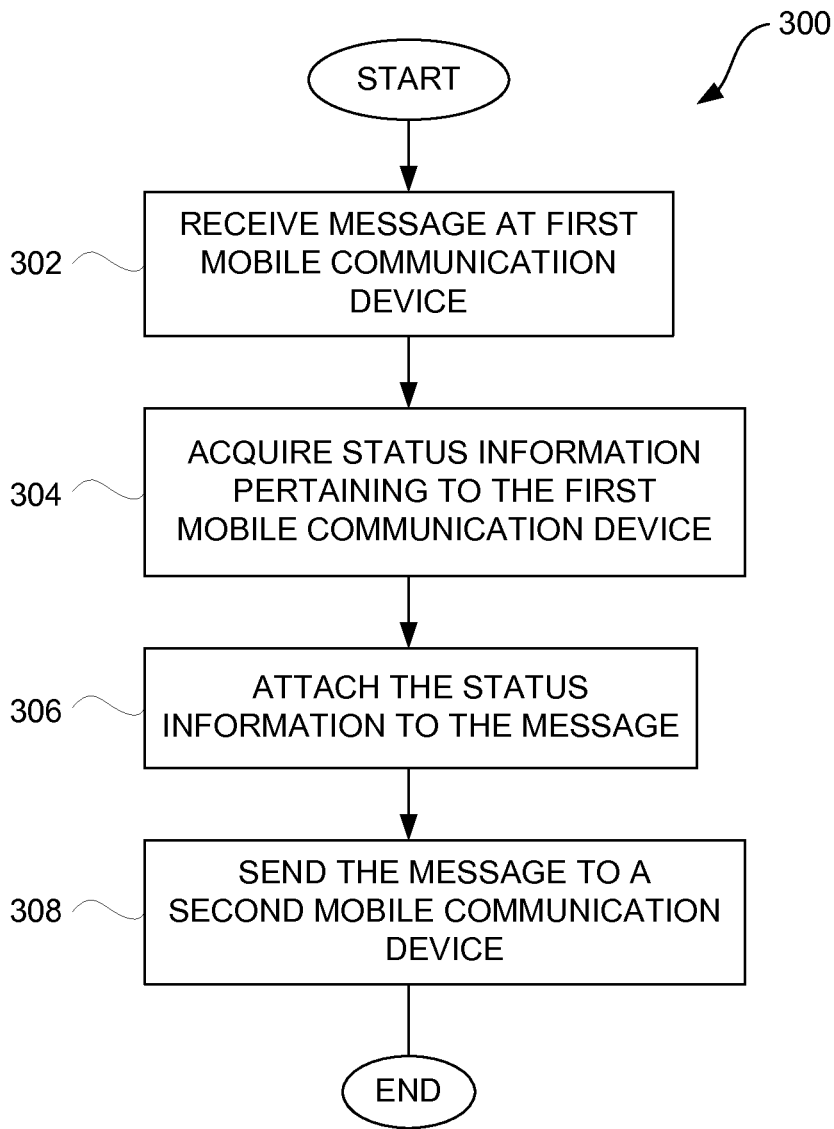 300
START
302
RECEIVE MESSAGE AT FIRST
MOBILE COMMUNICATIION
DEVICE
304
ACQUIRE STATUS INFORMATION
PERTAINING TO THE FIRST
MOBILE COMMUNICATION DEVICE
306
ATTACH THE STATUS
INFORMATION TO THE MESSAGE
308
SEND THE MESSAGE TO A
SECOND MOBILE COMMUNICATION
DEVICE
END